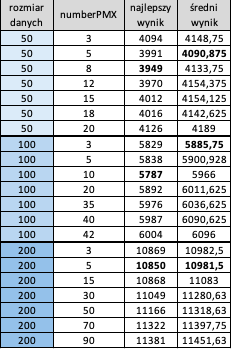 rozmiar danych numberPMX najlepszy wynik średni wynik
50 3 4094 4148,75
50 5 3991 4090,875
50 8 3949 4133,75
50 12 3970 4154,375
50 15 4012 4154,125
50 18 4016 4142,625
50 20 4126 4189
100 3 5829 5885,75
100 5 5838 5900,928
100 10 5787 5966
100 20 5892 6011,625
100 35 5976 6036,625
100 40 5987 6090,625
100 42 6004 6096
200 3 10869 10982,5
200 5 10850 10981,5
200 15 10868 11083
200 30 11049 11280,63
200 50 11166 11318,63
200 70 11322 11397,75
200 90 11381 11451,63